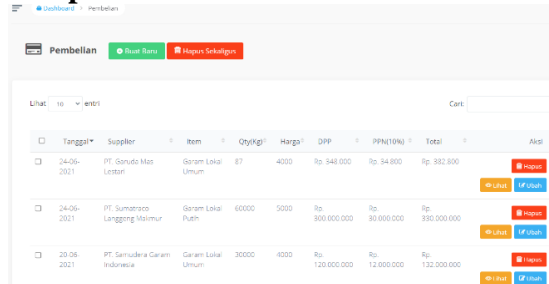 Dashboard > Pembelian
Pembelian Buat Baru Hapus Sekaligus
Lihat 10 entri Cari:
Tanggal Supplier Item Qty(Kg) Harga DPP PPN(10%) Total Aksi
24-06-2021 PT. Garuda Mas Lestari Garam Lokal Umum 87 4000 Rp. 348.000 Rp. 34.800 Rp. 382.800 Hapus Lihat Ubah
24-06-2021 PT. Sumatraco Langgeng Makmur Garam Lokal Putih 60000 5000 Rp. 300.000.000 Rp. 30.000.000 Rp. 330.000.000 Hapus Lihat Ubah
20-06-2021 PT. Samudera Garam Indonesia Garam Lokal Umum 30000 4000 Rp. 120.000.000 Rp. 12.000.000 Rp. 132.000.000 Hapus Lihat Ubah